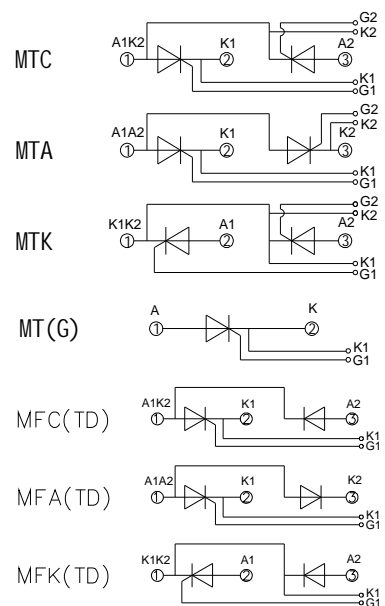 MTC
A1K2 K1 A2 G2
K2
① ② ③
K1
G1
MTA
A1A2 K1 K2 G2
K2
① ② ③
K1
G1
MTK
K1K2 A1 A2 G2
K2
① ② ③
K1
G1
MT(G)
A K
① ②
K1
G1
MFC(TD)
A1K2 K1 A2
① ② ③
K1
G1
MFA(TD)
A1A2 K1 K2
① ② ③
K1
G1
MFK(TD)
K1K2 A1 A2
① ② ③
K1
G1